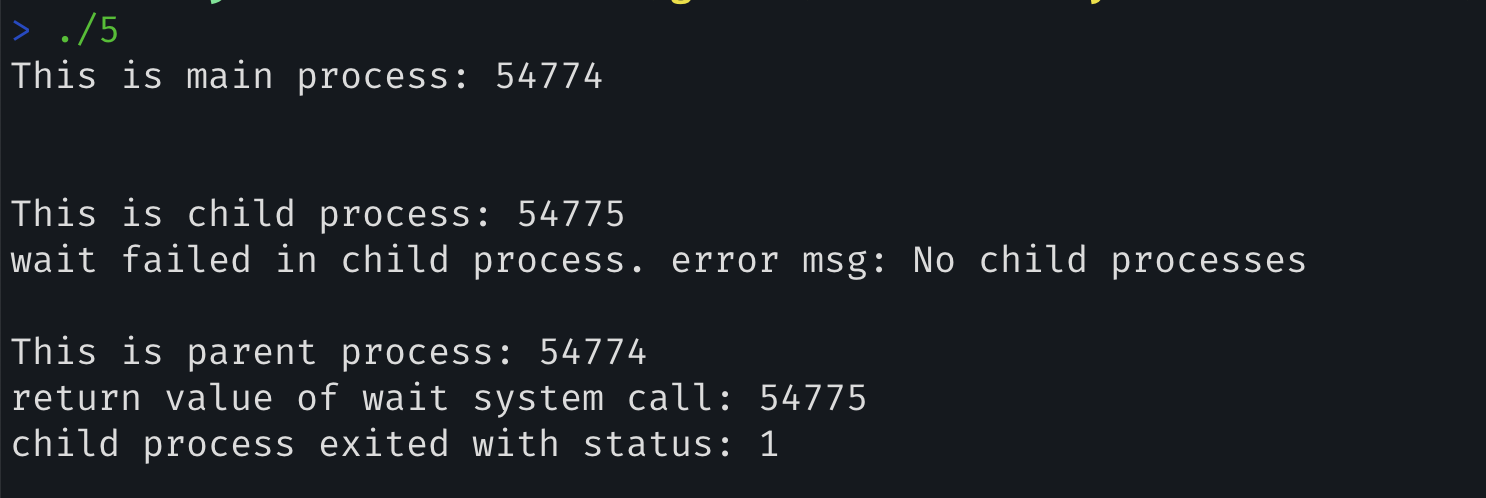 > ./5
This is main process: 54774
This is child process: 54775
wait failed in child process. error msg: No child processes
This is parent process: 54774
return value of wait system call: 54775
child process exited with status: 1